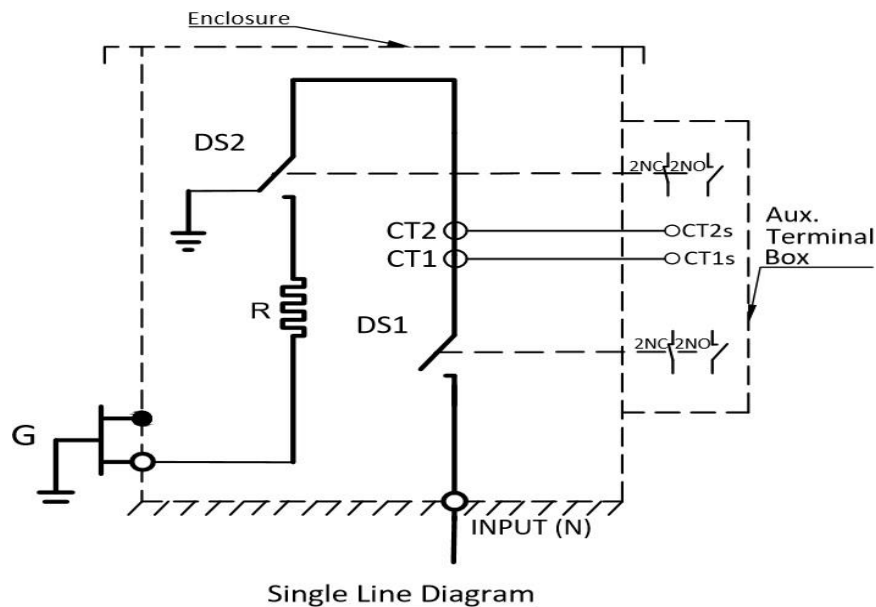 Enclosure
DS2
2NC 2NO
CT2
CT2s
Aux.
Terminal
Box
CT1
CT1s
R
DS1
2NC 2NO
G
INPUT (N)
Single Line Diagram